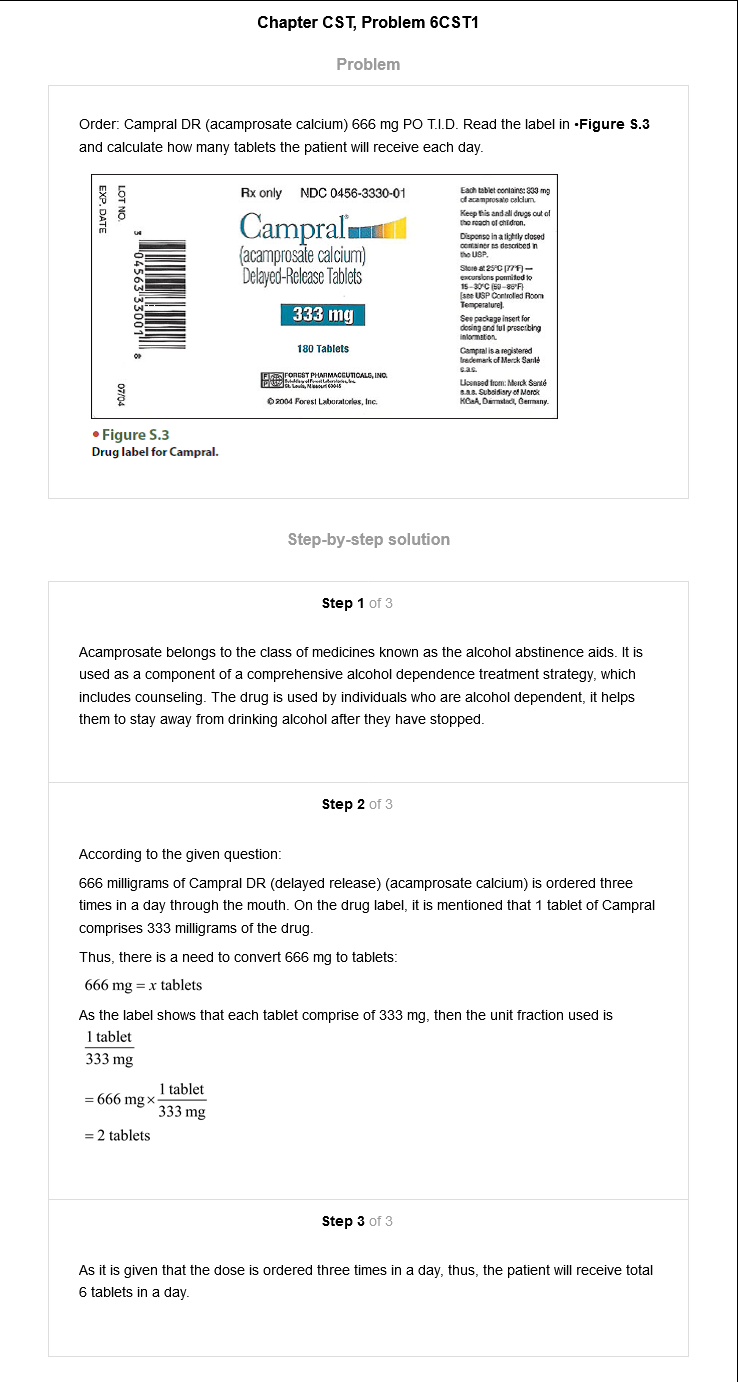 Chapter CST, Problem 6CST1
Problem
Order: Campral DR (acamprosate calcium) 666 mg PO T.I.D. Read the label in •Figure S.3
and calculate how many tablets the patient will receive each day.
LOT NO.
EXP. DATE
3 0456333001 8
07/04
Rx only NDC 0456-3330-01
Campral®
(acamprosate calcium)
Delayed-Release Tablets
333 mg
180 Tablets
FOREST PHARMACEUTICALS, INC.
Subsidiary of Forest Laboratories, Inc.
St. Louis, Missouri 63045
© 2004 Forest Laboratories, Inc.
Each tablet contains: 333 mg
of acamprosate calcium.
Keep this and all drugs out of
the reach of children.
Dispense in a tightly closed
container as described in
the USP.
Store at 25°C (77°F) —
excursions permitted to
15–30°C (59–86°F)
[see USP Controlled Room
Temperature].
See package insert for
dosing and full prescribing
information.
Campral is a registered
trademark of Merck Santé
s.a.s.
Licensed from: Merck Santé
s.a.s. Subsidiary of Merck
KGaA, Darmstadt, Germany.
• Figure S.3
Drug label for Campral.
Step-by-step solution
Step 1 of 3
Acamprosate belongs to the class of medicines known as the alcohol abstinence aids. It is
used as a component of a comprehensive alcohol dependence treatment strategy, which
includes counseling. The drug is used by individuals who are alcohol dependent, it helps
them to stay away from drinking alcohol after they have stopped.
Step 2 of 3
According to the given question:
666 milligrams of Campral DR (delayed release) (acamprosate calcium) is ordered three
times in a day through the mouth. On the drug label, it is mentioned that 1 tablet of Campral
comprises 333 milligrams of the drug.
Thus, there is a need to convert 666 mg to tablets:
666 mg = x tablets
As the label shows that each tablet comprise of 333 mg, then the unit fraction used is
1 tablet
333 mg
= 666 mg × 1 tablet
333 mg
= 2 tablets
Step 3 of 3
As it is given that the dose is ordered three times in a day, thus, the patient will receive total
6 tablets in a day.